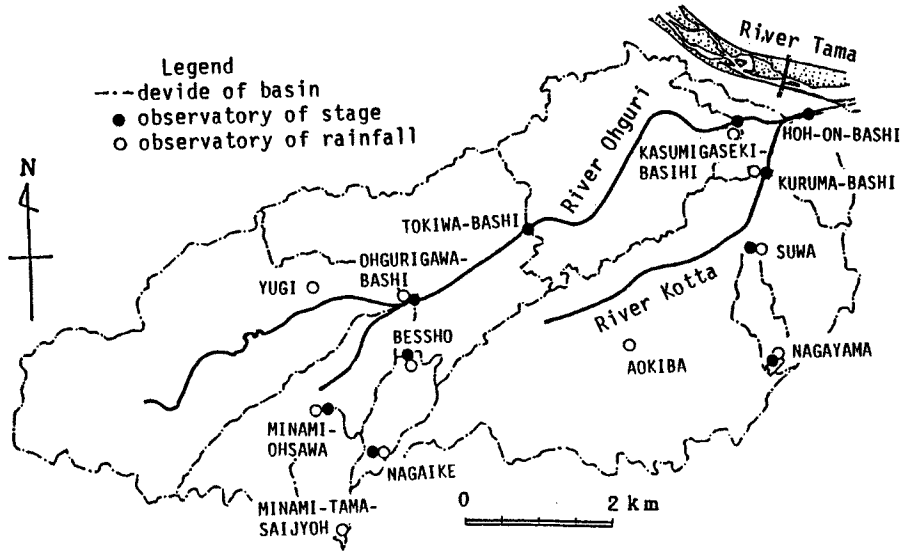 River Tama
Legend
devide of basin
observatory of stage
observatory of rainfall
N
River Ohguri
HOH-ON-BASHI
KASUMIGASEKI-
BASIHI
KURUMA-BASHI
TOKIWA-BASHI
OHGURIGAWA-
BASHI
SUWA
YUGI
River Kotta
BESSHO
NAGAYAMA
AOKIBA
MINAMI-
OHSAWA
NAGAIKE
MINAMI-TAMA-
SAIJYOH
0 2 km